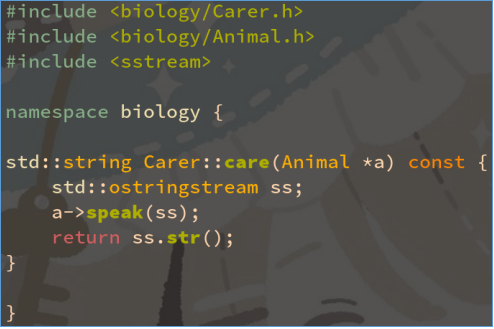 #include <biology/Carer.h>
#include <biology/Animal.h>
#include <sstream>
namespace biology {
std::string Carer::care(Animal *a) const {
    std::ostringstream ss;
    a->speak(ss);
    return ss.str();
}
}